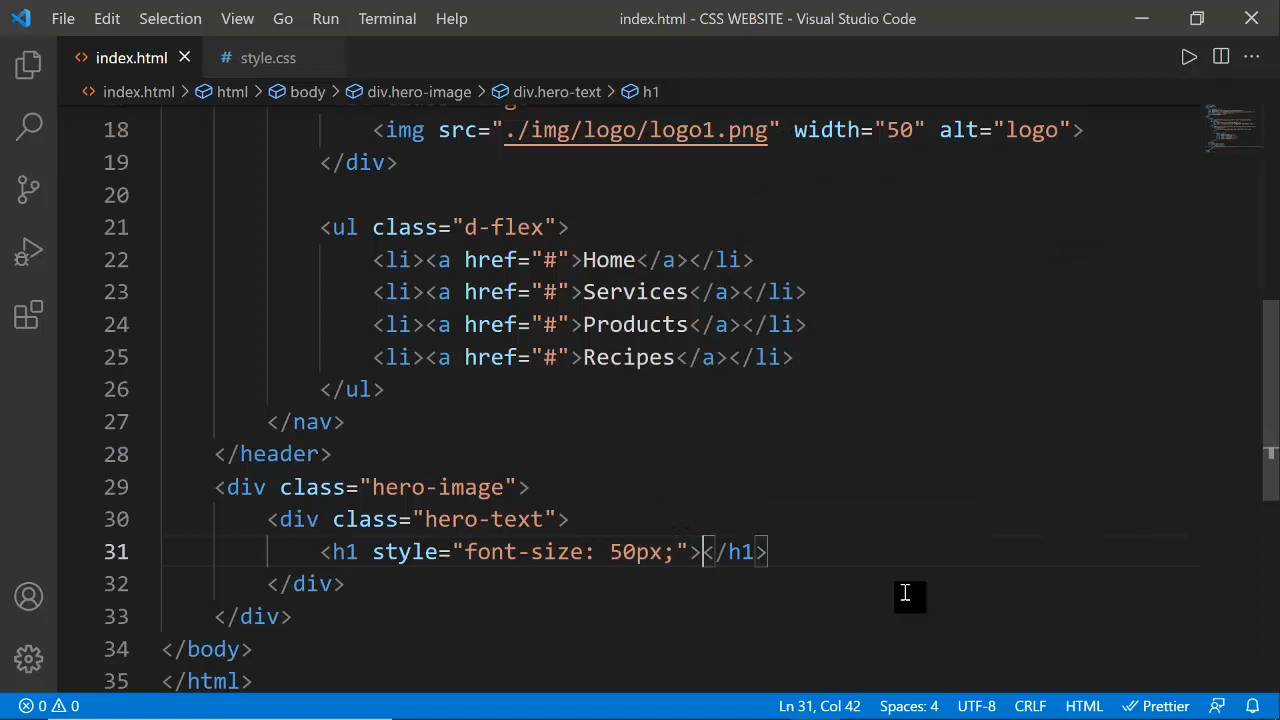 File Edit Selection View Go Run Terminal Help index.html - CSS WEBSITE - Visual Studio Code
index.html # style.css
index.html html body div.hero-image div.hero-text h1
18 <img src="./img/logo/logo1.png" width="50" alt="logo">
19 </div>
20
21 <ul class="d-flex">
22 <li><a href="#">Home</a></li>
23 <li><a href="#">Services</a></li>
24 <li><a href="#">Products</a></li>
25 <li><a href="#">Recipes</a></li>
26 </ul>
27 </nav>
28 </header>
29 <div class="hero-image">
30 <div class="hero-text">
31 <h1 style="font-size: 50px;"></h1>
32 </div>
33 </div>
34 </body>
35 </html>
0 0 Ln 31, Col 42 Spaces: 4 UTF-8 CRLF HTML Prettier